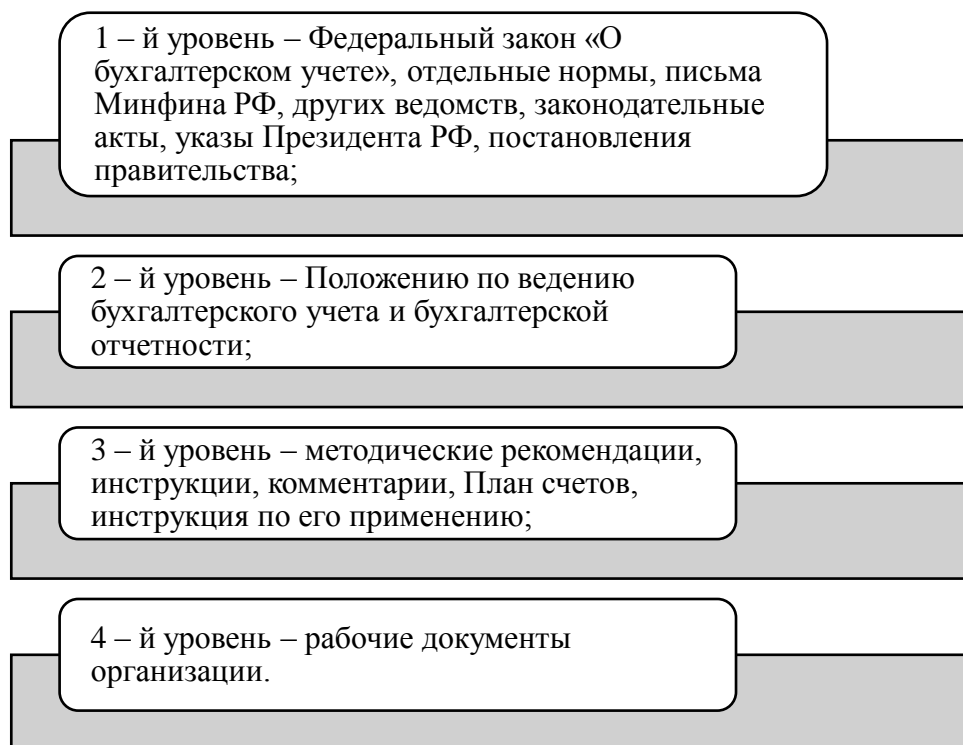 1 – й уровень – Федеральный закон «О
бухгалтерском учете», отдельные нормы, письма
Минфина РФ, других ведомств, законодательные
акты, указы Президента РФ, постановления
правительства;
2 – й уровень – Положению по ведению
бухгалтерского учета и бухгалтерской
отчетности;
3 – й уровень – методические рекомендации,
инструкции, комментарии, План счетов,
инструкция по его применению;
4 – й уровень – рабочие документы
организации.